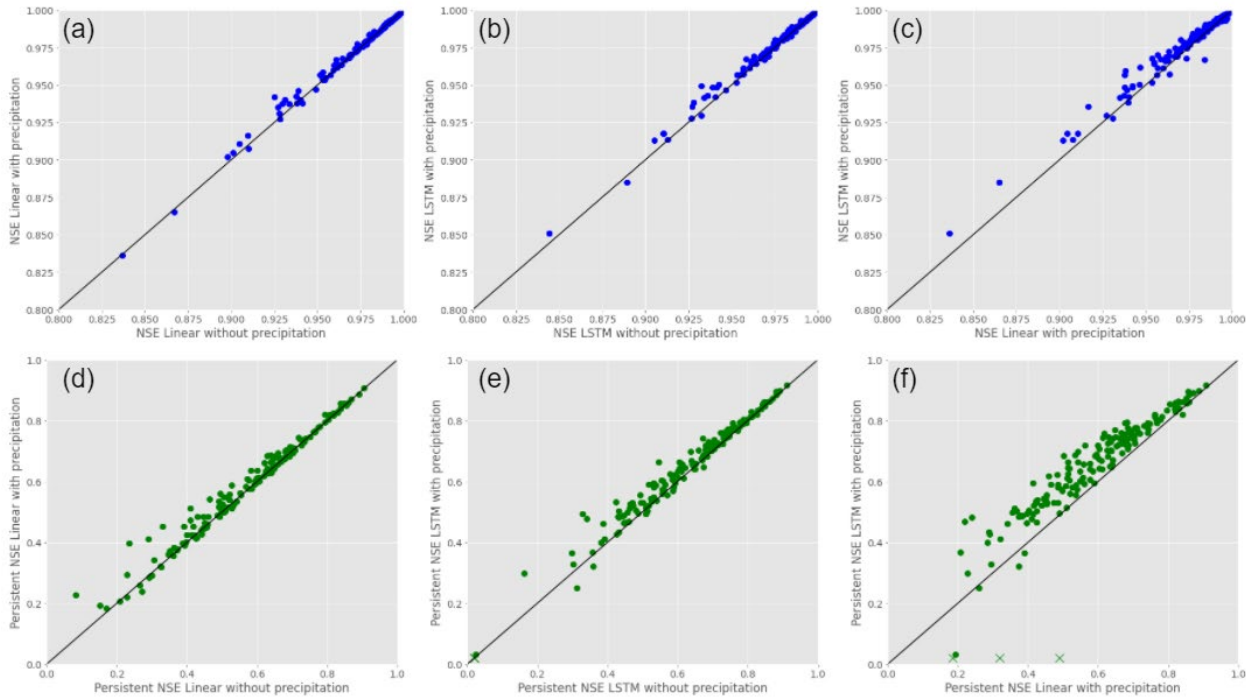 (a)
1.000
0.975
0.950
0.925
0.900
0.875
0.850
0.825
0.800
NSE Linear with precipitation
0.800 0.825 0.850 0.875 0.900 0.925 0.950 0.975 1.000
NSE Linear without precipitation
(b)
1.000
0.975
0.950
0.925
0.900
0.875
0.850
0.825
0.800
NSE LSTM with precipitation
0.800 0.825 0.850 0.875 0.900 0.925 0.950 0.975 1.000
NSE LSTM without precipitation
(c)
1.000
0.975
0.950
0.925
0.900
0.875
0.850
0.825
0.800
NSE LSTM with precipitation
0.800 0.825 0.850 0.875 0.900 0.925 0.950 0.975 1.000
NSE Linear with precipitation
(d)
1.0
0.8
0.6
0.4
0.2
0.0
Persistent NSE Linear with precipitation
0.0 0.2 0.4 0.6 0.8 1.0
Persistent NSE Linear without precipitation
(e)
1.0
0.8
0.6
0.4
0.2
0.0
Persistent NSE LSTM with precipitation
0.0 0.2 0.4 0.6 0.8 1.0
Persistent NSE LSTM without precipitation
(f)
1.0
0.8
0.6
0.4
0.2
0.0
Persistent NSE LSTM with precipitation
0.0 0.2 0.4 0.6 0.8 1.0
Persistent NSE Linear with precipitation